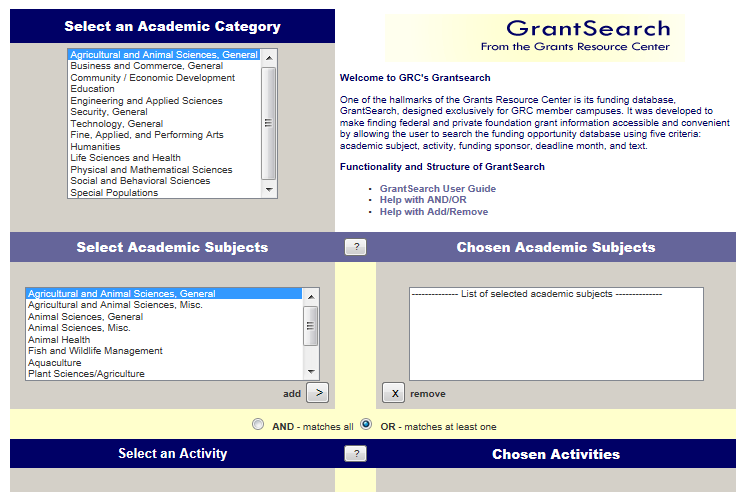 Select an Academic Category
Agricultural and Animal Sciences, General
Business and Commerce, General
Community / Economic Development
Education
Engineering and Applied Sciences
Security, General
Technology, General
Fine, Applied, and Performing Arts
Humanities
Life Sciences and Health
Physical and Mathematical Sciences
Social and Behavioral Sciences
Special Populations
GrantSearch
From the Grants Resource Center
Welcome to GRC's Grantsearch
One of the hallmarks of the Grants Resource Center is its funding database,
GrantSearch, designed exclusively for GRC member campuses. It was developed to
make finding federal and private foundation grant information accessible and convenient
by allowing the user to search the funding opportunity database using five criteria:
academic subject, activity, funding sponsor, deadline month, and text.
Functionality and Structure of GrantSearch
• GrantSearch User Guide
• Help with AND/OR
• Help with Add/Remove
Select Academic Subjects
?
Chosen Academic Subjects
Agricultural and Animal Sciences, General
Agricultural and Animal Sciences, Misc.
Animal Sciences, General
Animal Sciences, Misc.
Animal Health
Fish and Wildlife Management
Aquaculture
Plant Sciences/Agriculture
add >
-------------- List of selected academic subjects --------------
x remove
AND - matches all OR - matches at least one
Select an Activity
?
Chosen Activities